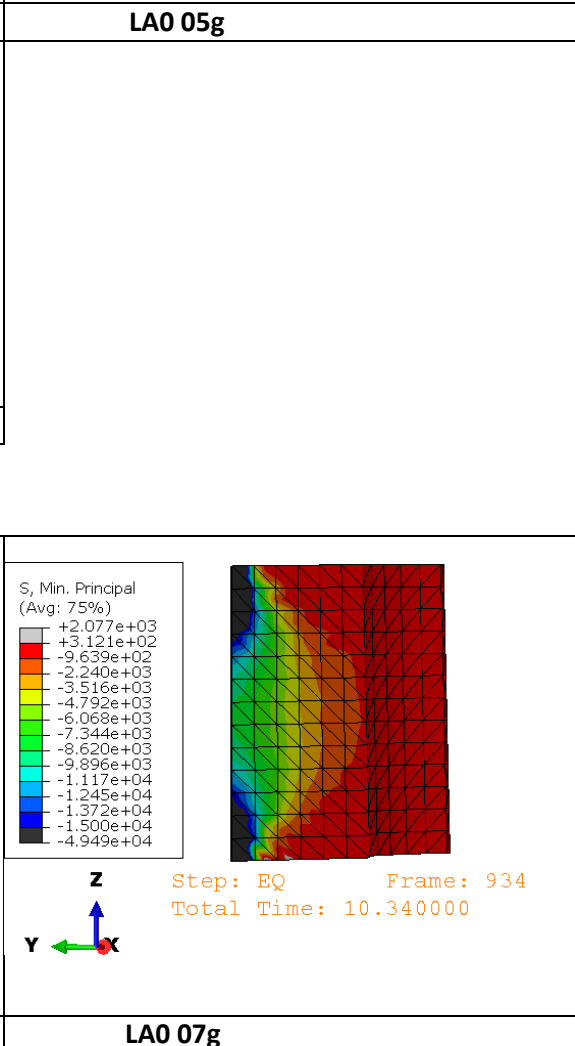 LA0 05g
S, Min. Principal
(Avg: 75%)
+2.077e+03
+3.121e+02
-9.639e+02
-2.240e+03
-3.516e+03
-4.792e+03
-6.068e+03
-7.344e+03
-8.620e+03
-9.896e+03
-1.117e+04
-1.245e+04
-1.372e+04
-1.500e+04
-4.949e+04
Z
Y
X
Step: EQ Frame: 934
Total Time: 10.340000
LA0 07g